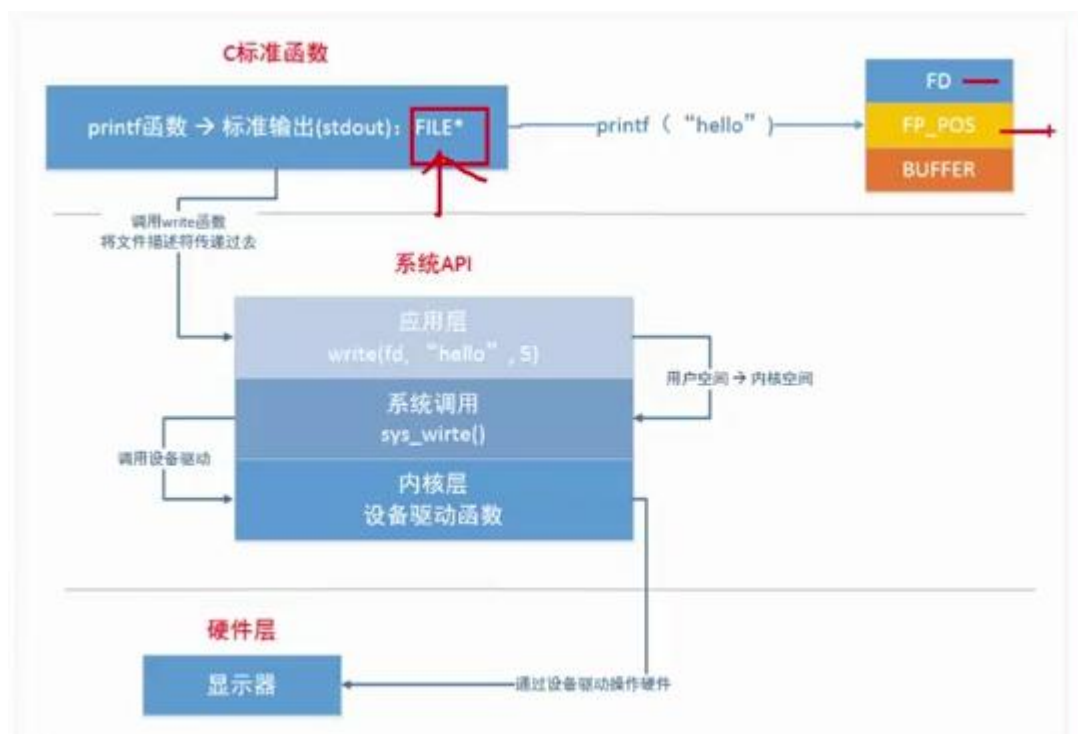 C标准函数
printf函数 → 标准输出(stdout)：FILE*
printf（“hello”）
FD
FP_POS
BUFFER
调用write函数
将文件描述符传递过去
系统API
应用层
write(fd, “hello”, 5)
用户空间 → 内核空间
系统调用
sys_wirte()
调用设备驱动
内核层
设备驱动函数
硬件层
显示器
通过设备驱动操作硬件